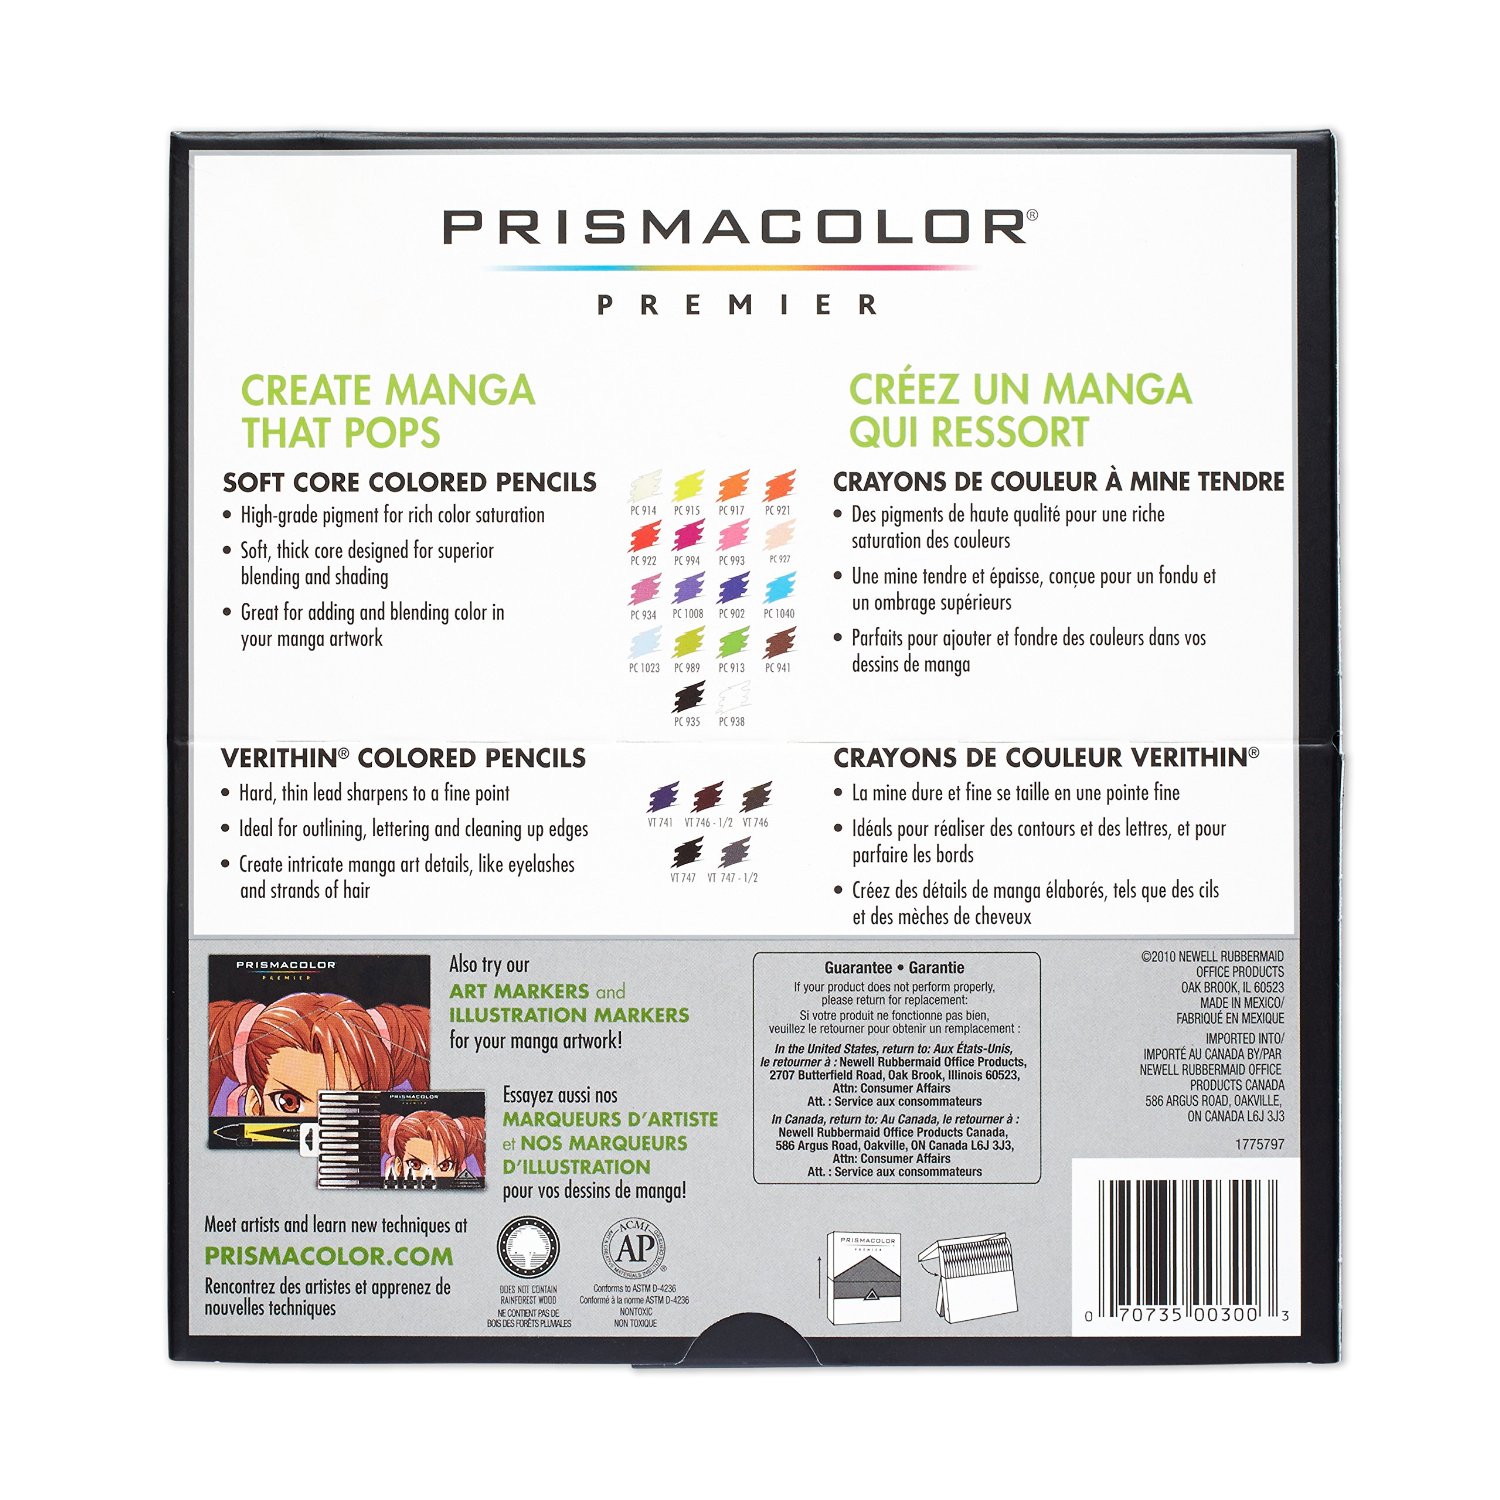 PRISMACOLOR®
PREMIER
CREATE MANGA
THAT POPS
SOFT CORE COLORED PENCILS
• High-grade pigment for rich color saturation
• Soft, thick core designed for superior
blending and shading
• Great for adding and blending color in
your manga artwork
PC 914 PC 915 PC 917 PC 921
PC 922 PC 994 PC 993 PC 927
PC 934 PC 1008 PC 902 PC 1040
PC 1023 PC 989 PC 913 PC 941
PC 935 PC 938
CRÉEZ UN MANGA
QUI RESSORT
CRAYONS DE COULEUR À MINE TENDRE
• Des pigments de haute qualité pour une riche
saturation des couleurs
• Une mine tendre et épaisse, conçue pour un fondu et
un ombrage supérieurs
• Parfaits pour ajouter et fondre des couleurs dans vos
dessins de manga
VERITHIN® COLORED PENCILS
• Hard, thin lead sharpens to a fine point
• Ideal for outlining, lettering and cleaning up edges
• Create intricate manga art details, like eyelashes
and strands of hair
VT 741 VT 746 - 1/2 VT 746
VT 747 VT 747 - 1/2
CRAYONS DE COULEUR VERITHIN®
• La mine dure et fine se taille en une pointe fine
• Idéals pour réaliser des contours et des lettres, et pour
parfaire les bords
• Créez des détails de manga élaborés, tels que des cils
et des mèches de cheveux
PRISMACOLOR
PREMIER
PRISMACOLOR
PREMIER
Also try our
ART MARKERS and
ILLUSTRATION MARKERS
for your manga artwork!
Essayez aussi nos
MARQUEURS D'ARTISTE
et NOS MARQUEURS
D'ILLUSTRATION
pour vos dessins de manga!
Meet artists and learn new techniques at
PRISMACOLOR.COM
Rencontrez des artistes et apprenez de
nouvelles techniques
DOES NOT CONTAIN
RAINFOREST WOOD
NE CONTIENT PAS DE
BOIS DES FORÊTS PLUVIALES
ACMI
AP
Conforms to ASTM D-4236
Conformé à la norme ASTM D-4236
NONTOXIC
NON TOXIQUE
Guarantee • Garantie
If your product does not perform properly,
please return for replacement:
Si votre produit ne fonctionne pas bien,
veuillez le retourner pour obtenir un remplacement :
In the United States, return to: Aux États-Unis,
le retourner à : Newell Rubbermaid Office Products,
2707 Butterfield Road, Oak Brook, Illinois 60523,
Attn: Consumer Affairs
Att. : Service aux consommateurs
In Canada, return to: Au Canada, le retourner à :
Newell Rubbermaid Office Products Canada,
586 Argus Road, Oakville, ON Canada L6J 3J3,
Attn: Consumer Affairs
Att. : Service aux consommateurs
PRISMACOLOR
PREMIER
©2010 NEWELL RUBBERMAID
OFFICE PRODUCTS
OAK BROOK, IL 60523
MADE IN MEXICO/
FABRIQUÉ EN MEXIQUE
IMPORTED INTO/
IMPORTÉ AU CANADA BY/PAR
NEWELL RUBBERMAID OFFICE
PRODUCTS CANADA
586 ARGUS ROAD, OAKVILLE,
ON CANADA L6J 3J3
1775797
0 70735 00300 3